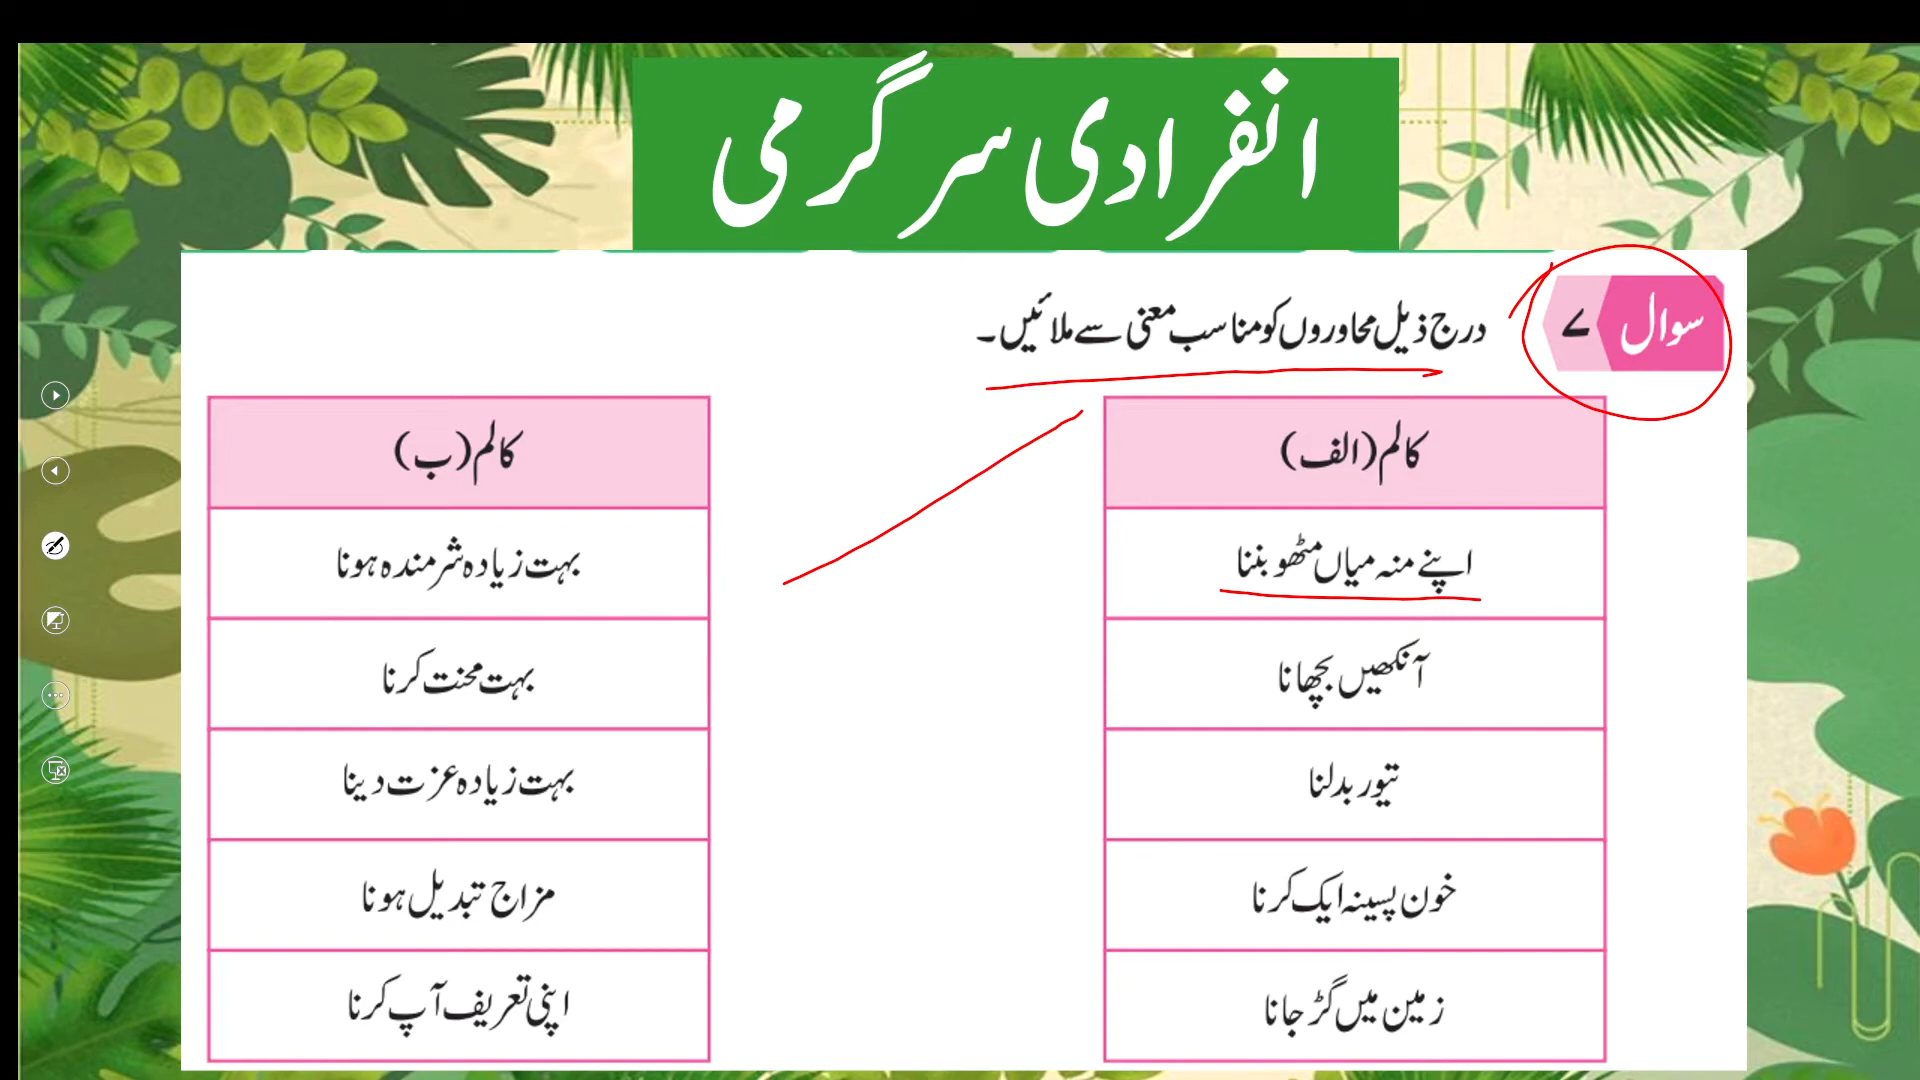 انفرادی سرگرمی
سوال ۷
درج ذیل محاوروں کو مناسب معنی سے ملائیں۔
کالم (الف)
اپنے منہ میاں مٹھو بننا
آنکھیں بچھانا
تیور بدلنا
خون پسینہ ایک کرنا
زمین میں گڑ جانا
کالم (ب)
بہت زیادہ شرمندہ ہونا
بہت محنت کرنا
بہت زیادہ عزت دینا
مزاج تبدیل ہونا
اپنی تعریف آپ کرنا